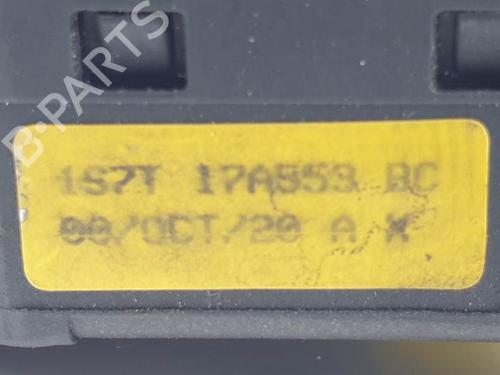 B-PARTS
1S7T 17A553 BC
00/OCT/20 A X